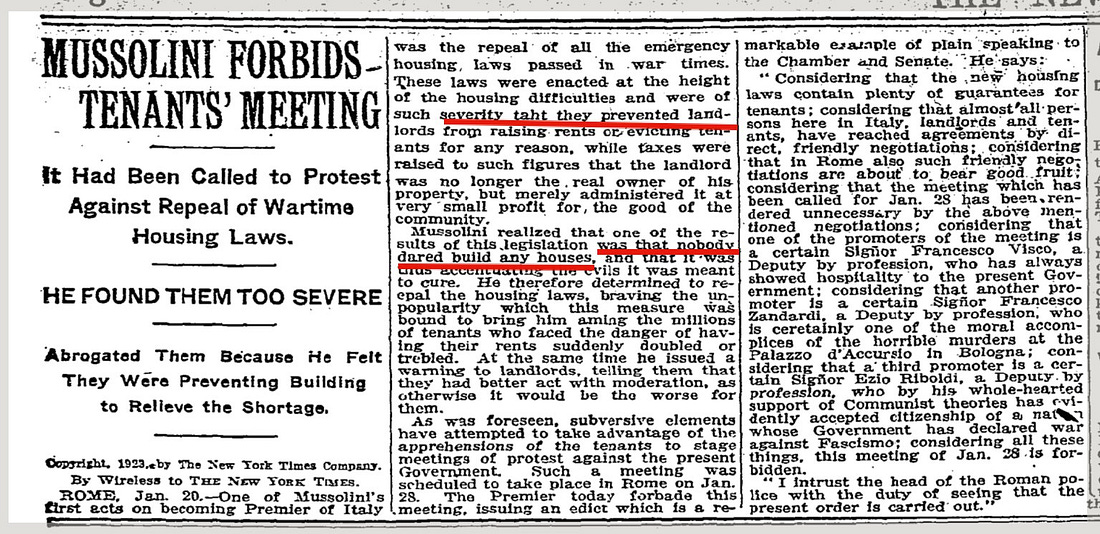 MUSSOLINI FORBIDS
TENANTS' MEETING
It Had Been Called to Protest
Against Repeal of Wartime
Housing Laws.
HE FOUND THEM TOO SEVERE
Abrogated Them Because He Felt
They Were Preventing Building
to Relieve the Shortage.
Copyright, 1923, by The New York Times Company.
By Wireless to THE NEW YORK TIMES.
ROME, Jan. 20.—One of Mussolini's
first acts on becoming Premier of Italy
was the repeal of all the emergency
housing laws passed in war times.
These laws were enacted at the height
of the housing difficulties and were of
such severity taht they prevented land-
lords from raising rents or evicting ten-
ants for any reason, while taxes were
raised to such figures that the landlord
was no longer the real owner of his
property, but merely administered it at
very small profit for the good of the
community.
Mussolini realized that one of the re-
sults of this legislation was that nobody
dared build any houses, and that it was
thus accentuating the evils it was meant
to cure. He therefore determined to re-
epal the housing laws, braving the un-
popularity which this measure was
bound to bring him aming the millions
of tenants who faced the danger of hav-
ing their rents suddenly doubled or
trebled. At the same time he issued a
warning to landlords, telling them that
they had better act with moderation, as
otherwise it would be the worse for
them.
As was foreseen, subversive elements
have attempted to take advantage of the
apprehensions of the tenants to stage
meetings of protest against the present
Government. Such a meeting was
scheduled to take place in Rome on Jan.
28. The Premier today forbade this
meeting, issuing an edict which is a re-
markable example of plain speaking to
the Chamber and Senate. He says:
"Considering that the new housing
laws contain plenty of guarantees for
tenants; considering that almost all per-
sons here in Italy, landlords and ten-
ants, have reached agreements by di-
rect, friendly negotiations; considering
that in Rome also such friendly nego-
tiations are about to bear good fruit;
considering that the meeting which has
been called for Jan. 28 has been ren-
dered unnecessary by the above men-
tioned negotiations; considering that
one of the promoters of the meeting is
a certain Signor Francesco Visco, a
Deputy by profession, who has always
showed hospitality to the present Gov-
ernment; considering that another pro-
moter is a certain Signor Francesco
Zandardi, a Deputy by profession, who
is ceretainly one of the moral accom-
plices of the horrible murders at the
Palazzo d'Accursio in Bologna; con-
sidering that a third promoter is a cer-
tain Signor Ezio Riboldi, a Deputy by
profession, who by his whole-hearted
support of Communist theories has evi-
dently accepted citizenship of a nation
whose Government has declared war
against Fascismo; considering all these
things, this meeting of Jan. 28 is for-
bidden.
"I intrust the head of the Roman po-
lice with the duty of seeing that the
present order is carried out."